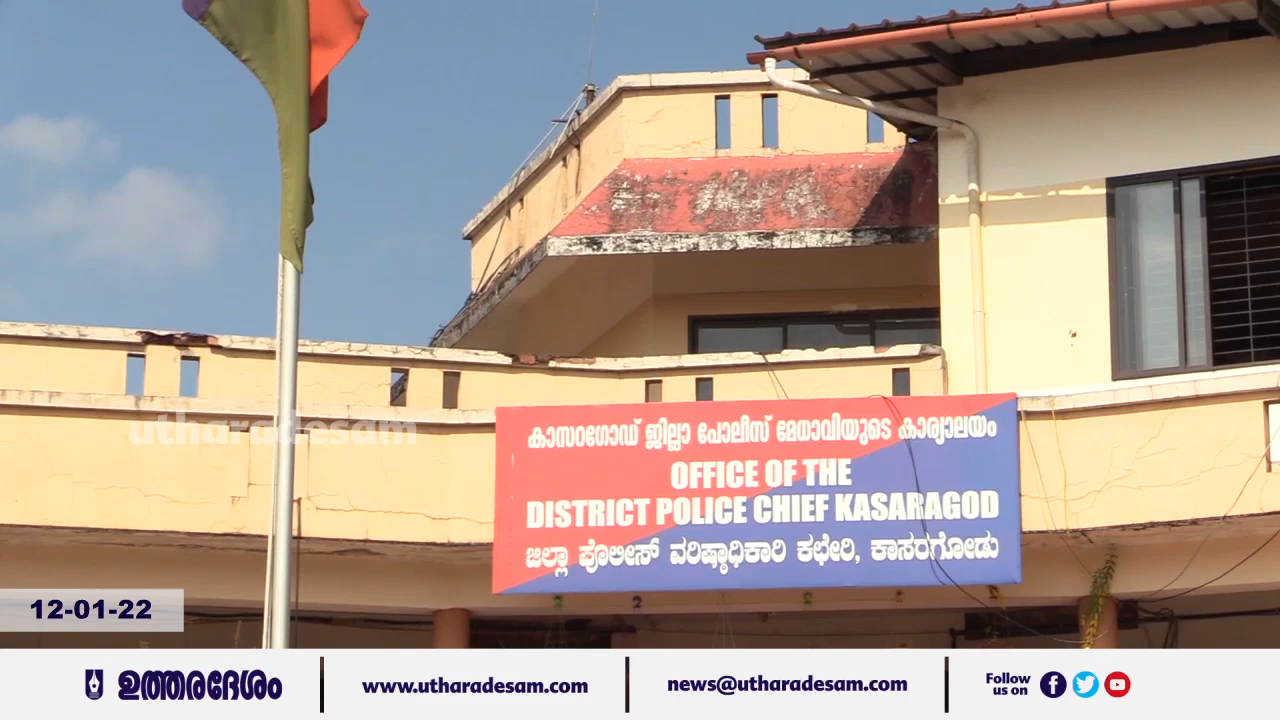 utharadesam
കാസറഗോഡ് ജില്ലാ പോലീസ് മേധാവിയുടെ കാര്യാലയം
OFFICE OF THE
DISTRICT POLICE CHIEF KASARAGOD
ಜಿಲ್ಲಾ ಪೊಲೀಸ್ ವರಿಷ್ಠಾಧಿಕಾರಿ ಕಛೇರಿ, ಕಾಸರಗೋಡು
12-01-22
ഉത്തരദേശം
www.utharadesam.com
news@utharadesam.com
Follow
us on